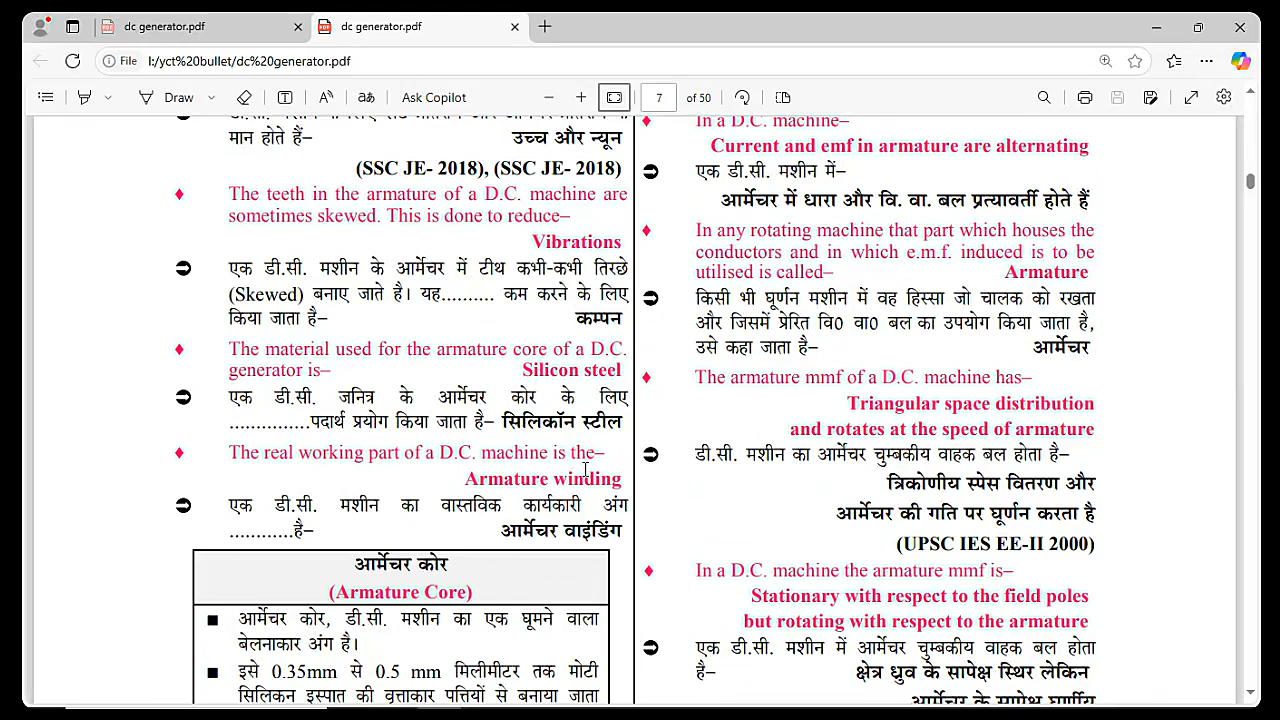 dc generator.pdf
dc generator.pdf
File
I:/yct%20bullet/dc%20generator.pdf
Draw
Ask Copilot
7
of 50
मान होते हैं– उच्च और न्यून
(SSC JE- 2018), (SSC JE- 2018)
♦ The teeth in the armature of a D.C. machine are
sometimes skewed. This is done to reduce–
Vibrations
एक डी.सी. मशीन के आर्मेचर में टीथ कभी-कभी तिरछे
(Skewed) बनाए जाते है। यह.......... कम करने के लिए
किया जाता है– कम्पन
♦ The material used for the armature core of a D.C.
generator is– Silicon steel
एक डी.सी. जनित्र के आर्मेचर कोर के लिए
...............पदार्थ प्रयोग किया जाता है– सिलिकॉन स्टील
♦ The real working part of a D.C. machine is the–
Armature winding
एक डी.सी. मशीन का वास्तविक कार्यकारी अंग
............है– आर्मेचर वाइंडिंग
आर्मेचर कोर
(Armature Core)
■ आर्मेचर कोर, डी.सी. मशीन का एक घूमने वाला
बेलनाकार अंग है।
■ इसे 0.35mm से 0.5 mm मिलीमीटर तक मोटी
सिलिकन इस्पात की वृत्ताकार पत्तियों से बनाया जाता
♦ In a D.C. machine–
Current and emf in armature are alternating
एक डी.सी. मशीन में–
आर्मेचर में धारा और वि. वा. बल प्रत्यावर्ती होते हैं
♦ In any rotating machine that part which houses the
conductors and in which e.m.f. induced is to be
utilised is called– Armature
किसी भी घूर्णन मशीन में वह हिस्सा जो चालक को रखता
और जिसमें प्रेरित वि0 वा0 बल का उपयोग किया जाता है,
उसे कहा जाता है– आर्मेचर
♦ The armature mmf of a D.C. machine has–
Triangular space distribution
and rotates at the speed of armature
डी.सी. मशीन का आर्मेचर चुम्बकीय वाहक बल होता है–
त्रिकोणीय स्पेस वितरण और
आर्मेचर की गति पर घूर्णन करता है
(UPSC IES EE-II 2000)
♦ In a D.C. machine the armature mmf is–
Stationary with respect to the field poles
but rotating with respect to the armature
एक डी.सी. मशीन में आर्मेचर चुम्बकीय वाहक बल होता
है– क्षेत्र ध्रुव के सापेक्ष स्थिर लेकिन
आर्मेचर के सापेक्ष घूर्णीय